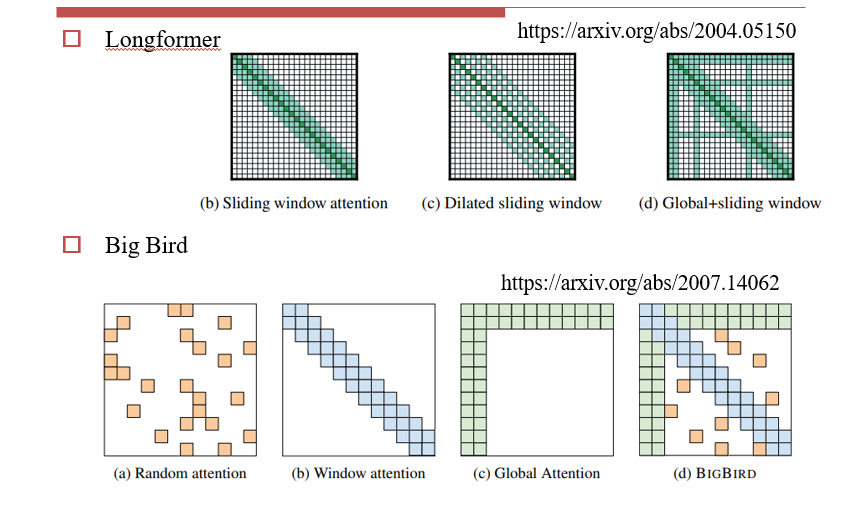 Longformer
https://arxiv.org/abs/2004.05150
(b) Sliding window attention
(c) Dilated sliding window
(d) Global+sliding window
Big Bird
https://arxiv.org/abs/2007.14062
(a) Random attention
(b) Window attention
(c) Global Attention
(d) BIGBIRD